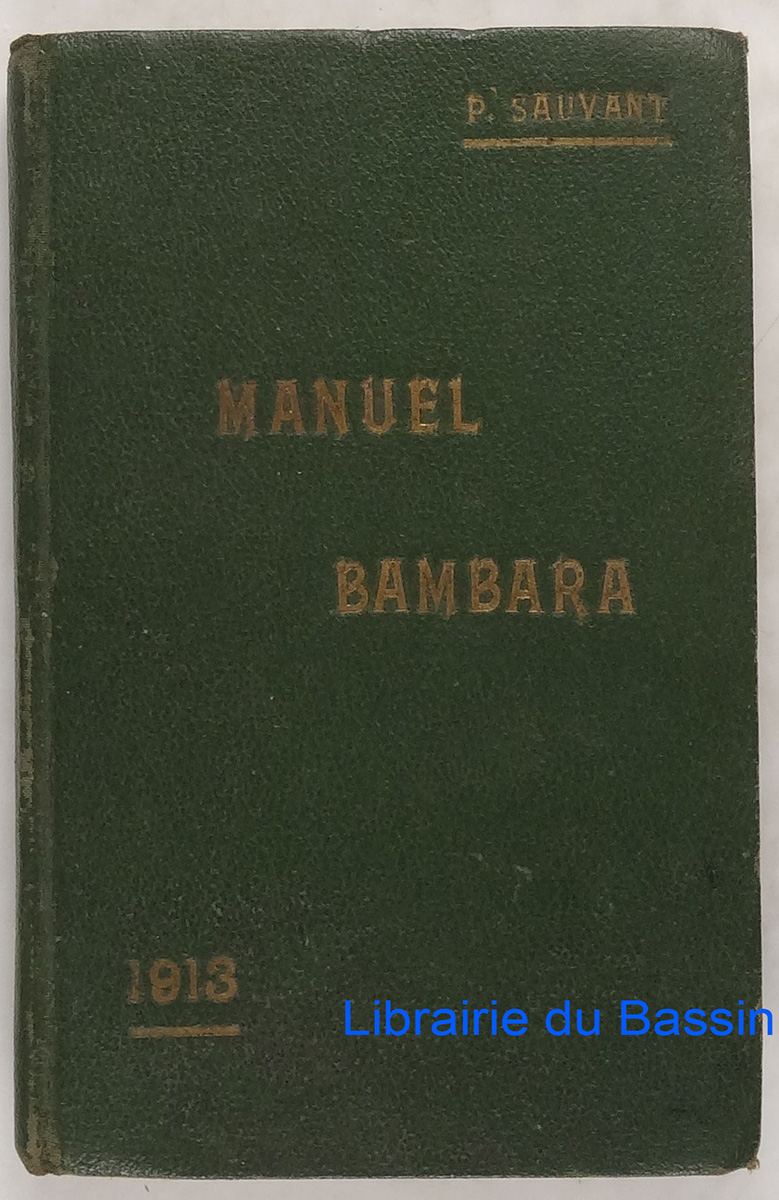 P. SAUVANT
MANUEL
BAMBARA
1913
Librairie du Bassin